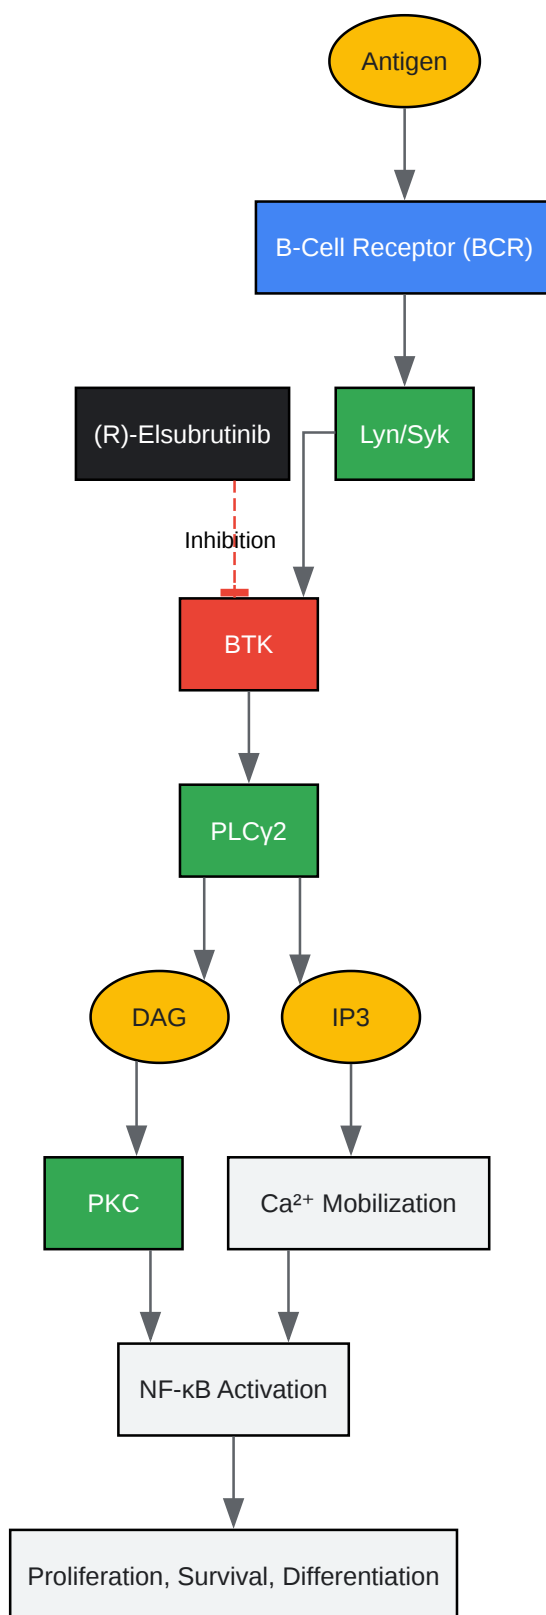 Antigen
B-Cell Receptor (BCR)
(R)-Elsubrutinib
Lyn/Syk
Inhibition
BTK
PLCγ2
DAG
IP3
PKC
Ca²⁺ Mobilization
NF-κB Activation
Proliferation, Survival, Differentiation